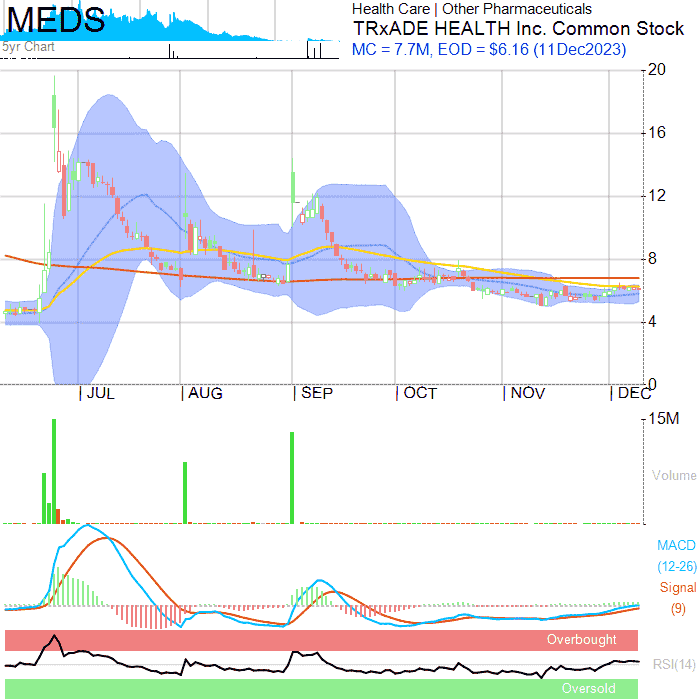 MEDS
5yr Chart
Health Care | Other Pharmaceuticals
TRxADE HEALTH Inc. Common Stock
MC = 7.7M, EOD = $6.16 (11Dec2023)
20
16
12
8
4
0
| JUL | AUG | SEP | OCT | NOV | DEC
15M
Volume
MACD
(12-26)
Signal
(9)
Overbought
RSI(14)
Oversold